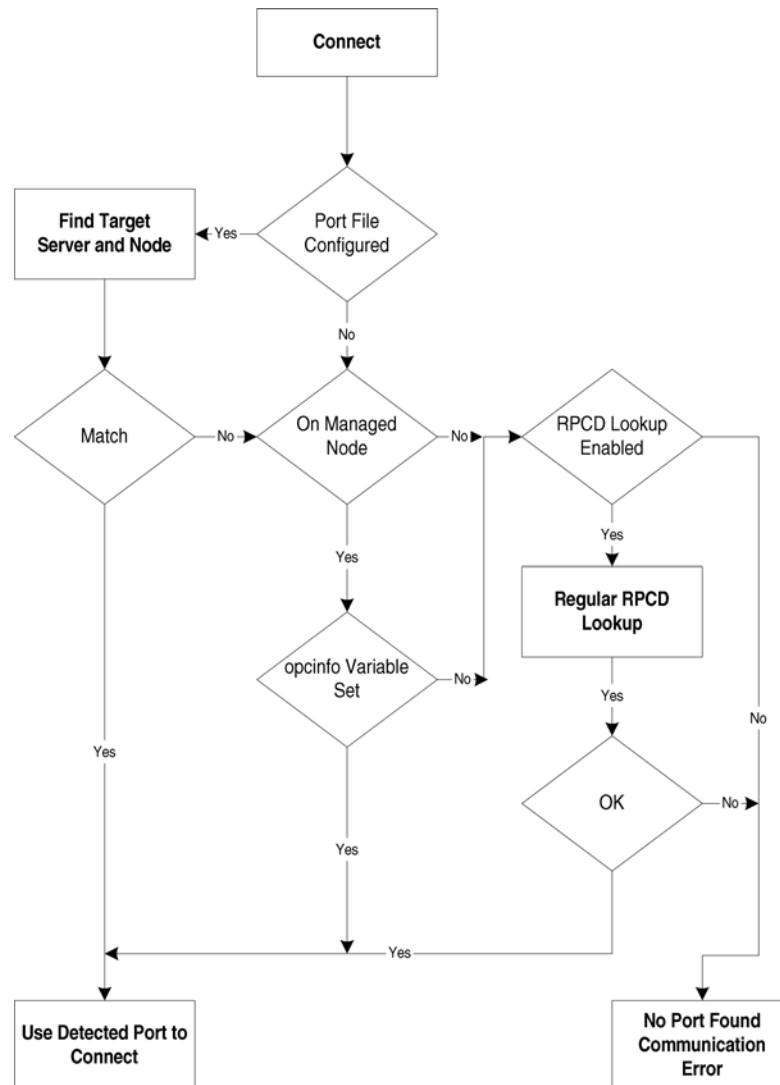 Connect
Port File
Configured
Yes
Find Target
Server and Node
No
Match
No
On Managed
Node
No
RPCD Lookup
Enabled
Yes
Yes
Regular RPCD
Lookup
opcinfo Variable
Set
No
Yes
No
Yes
OK
No
Yes
Yes
Use Detected Port to
Connect
No Port Found
Communication
Error